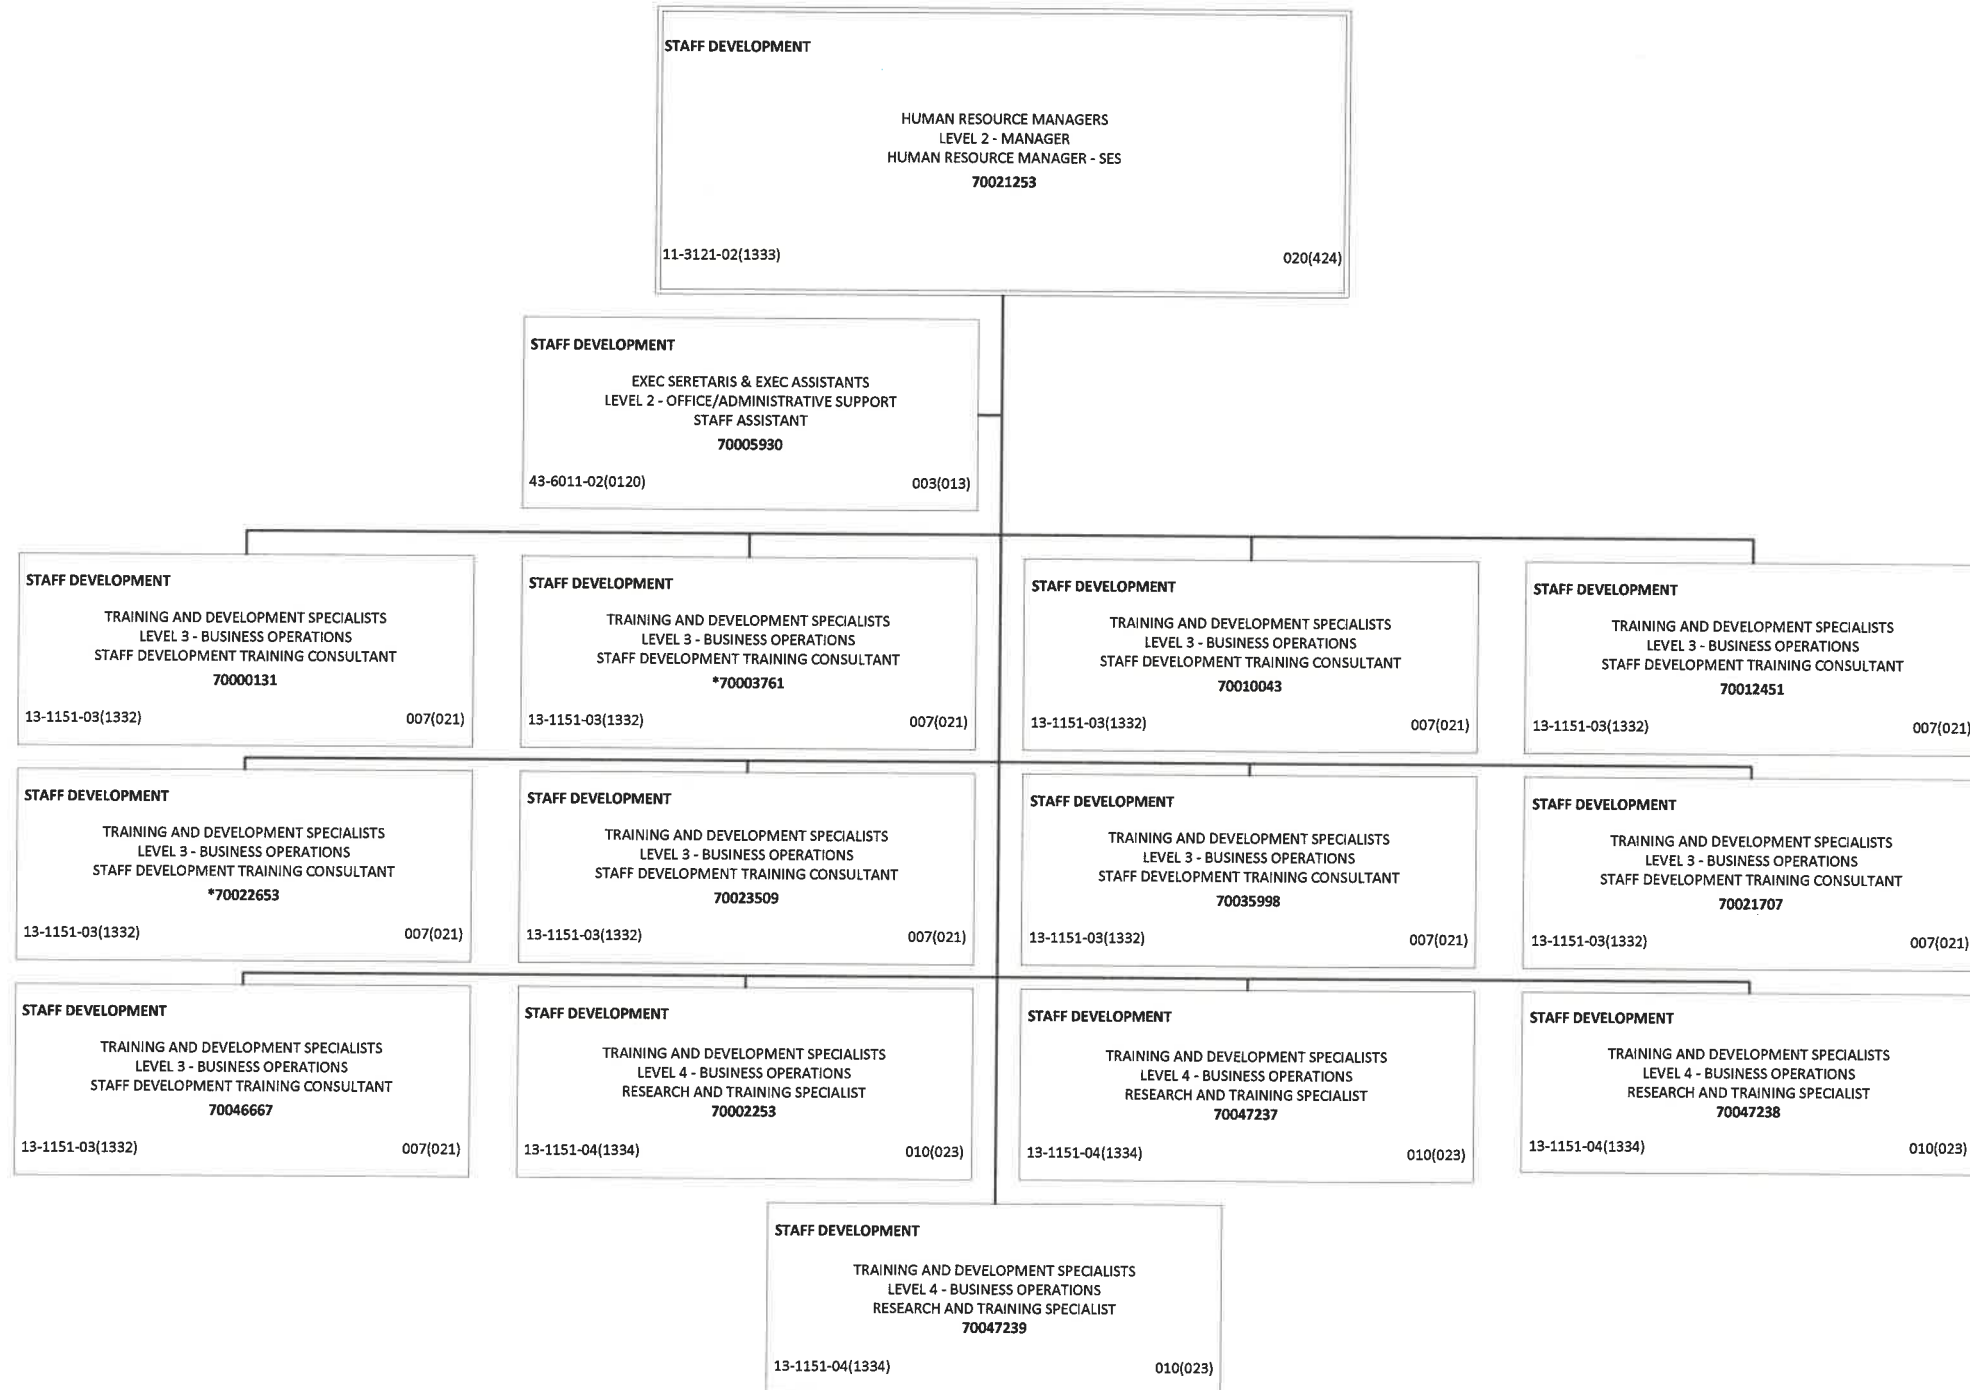 STAFF DEVELOPMENT
HUMAN RESOURCE MANAGERS
LEVEL 2 - MANAGER
HUMAN RESOURCE MANAGER - SES
70021253
11-3121-02(1333) 020(424)
STAFF DEVELOPMENT
EXEC SERETARIS & EXEC ASSISTANTS
LEVEL 2 - OFFICE/ADMINISTRATIVE SUPPORT
STAFF ASSISTANT
70005930
43-6011-02(0120) 003(013)
STAFF DEVELOPMENT
TRAINING AND DEVELOPMENT SPECIALISTS
LEVEL 3 - BUSINESS OPERATIONS
STAFF DEVELOPMENT TRAINING CONSULTANT
70000131
13-1151-03(1332) 007(021)
STAFF DEVELOPMENT
TRAINING AND DEVELOPMENT SPECIALISTS
LEVEL 3 - BUSINESS OPERATIONS
STAFF DEVELOPMENT TRAINING CONSULTANT
*70003761
13-1151-03(1332) 007(021)
STAFF DEVELOPMENT
TRAINING AND DEVELOPMENT SPECIALISTS
LEVEL 3 - BUSINESS OPERATIONS
STAFF DEVELOPMENT TRAINING CONSULTANT
70010043
13-1151-03(1332) 007(021)
STAFF DEVELOPMENT
TRAINING AND DEVELOPMENT SPECIALISTS
LEVEL 3 - BUSINESS OPERATIONS
STAFF DEVELOPMENT TRAINING CONSULTANT
70012451
13-1151-03(1332) 007(021)
STAFF DEVELOPMENT
TRAINING AND DEVELOPMENT SPECIALISTS
LEVEL 3 - BUSINESS OPERATIONS
STAFF DEVELOPMENT TRAINING CONSULTANT
*70022653
13-1151-03(1332) 007(021)
STAFF DEVELOPMENT
TRAINING AND DEVELOPMENT SPECIALISTS
LEVEL 3 - BUSINESS OPERATIONS
STAFF DEVELOPMENT TRAINING CONSULTANT
70023509
13-1151-03(1332) 007(021)
STAFF DEVELOPMENT
TRAINING AND DEVELOPMENT SPECIALISTS
LEVEL 3 - BUSINESS OPERATIONS
STAFF DEVELOPMENT TRAINING CONSULTANT
70035998
13-1151-03(1332) 007(021)
STAFF DEVELOPMENT
TRAINING AND DEVELOPMENT SPECIALISTS
LEVEL 3 - BUSINESS OPERATIONS
STAFF DEVELOPMENT TRAINING CONSULTANT
70021707
13-1151-03(1332) 007(021)
STAFF DEVELOPMENT
TRAINING AND DEVELOPMENT SPECIALISTS
LEVEL 3 - BUSINESS OPERATIONS
STAFF DEVELOPMENT TRAINING CONSULTANT
70046667
13-1151-03(1332) 007(021)
STAFF DEVELOPMENT
TRAINING AND DEVELOPMENT SPECIALISTS
LEVEL 4 - BUSINESS OPERATIONS
RESEARCH AND TRAINING SPECIALIST
70002253
13-1151-04(1334) 010(023)
STAFF DEVELOPMENT
TRAINING AND DEVELOPMENT SPECIALISTS
LEVEL 4 - BUSINESS OPERATIONS
RESEARCH AND TRAINING SPECIALIST
70047237
13-1151-04(1334) 010(023)
STAFF DEVELOPMENT
TRAINING AND DEVELOPMENT SPECIALISTS
LEVEL 4 - BUSINESS OPERATIONS
RESEARCH AND TRAINING SPECIALIST
70047238
13-1151-04(1334) 010(023)
STAFF DEVELOPMENT
TRAINING AND DEVELOPMENT SPECIALISTS
LEVEL 4 - BUSINESS OPERATIONS
RESEARCH AND TRAINING SPECIALIST
70047239
13-1151-04(1334) 010(023)